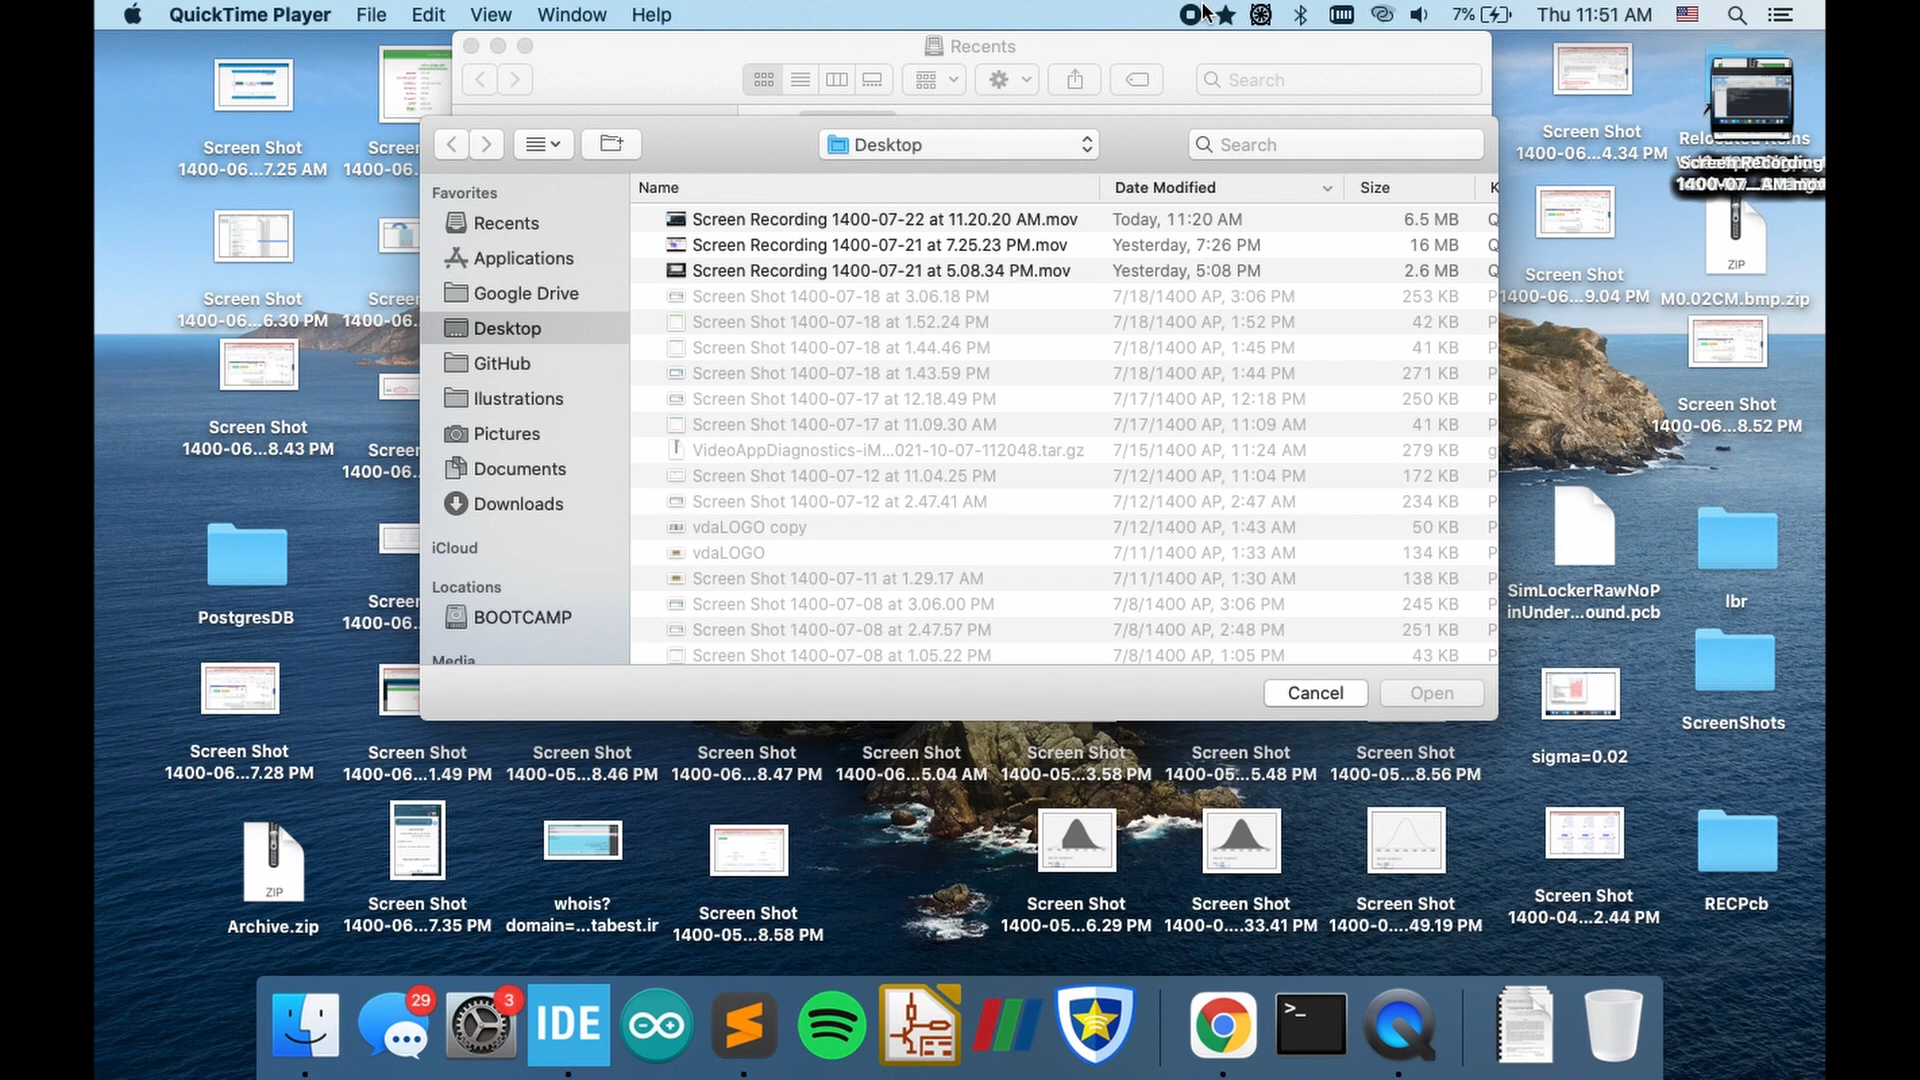 QuickTime Player File Edit View Window Help 7% Thu 11:51 AM
Recents
Search
Desktop
Search
Favorites
Recents
Applications
Google Drive
Desktop
GitHub
Ilustrations
Pictures
Documents
Downloads
iCloud
Locations
BOOTCAMP
Media
Name Date Modified Size K
Screen Recording 1400-07-22 at 11.20.20 AM.mov Today, 11:20 AM 6.5 MB Q
Screen Recording 1400-07-21 at 7.25.23 PM.mov Yesterday, 7:26 PM 16 MB Q
Screen Recording 1400-07-21 at 5.08.34 PM.mov Yesterday, 5:08 PM 2.6 MB Q
Screen Shot 1400-07-18 at 3.06.18 PM 7/18/1400 AP, 3:06 PM 253 KB P
Screen Shot 1400-07-18 at 1.52.24 PM 7/18/1400 AP, 1:52 PM 42 KB P
Screen Shot 1400-07-18 at 1.44.46 PM 7/18/1400 AP, 1:45 PM 41 KB P
Screen Shot 1400-07-18 at 1.43.59 PM 7/18/1400 AP, 1:44 PM 271 KB P
Screen Shot 1400-07-17 at 12.18.49 PM 7/17/1400 AP, 12:18 PM 250 KB P
Screen Shot 1400-07-17 at 11.09.30 AM 7/17/1400 AP, 11:09 AM 41 KB P
VideoAppDiagnostics-iM...021-10-07-112048.tar.gz 7/15/1400 AP, 11:24 AM 279 KB g
Screen Shot 1400-07-12 at 11.04.25 PM 7/12/1400 AP, 11:04 PM 172 KB P
Screen Shot 1400-07-12 at 2.47.41 AM 7/12/1400 AP, 2:47 AM 234 KB P
vdaLOGO copy 7/12/1400 AP, 1:43 AM 50 KB P
vdaLOGO 7/11/1400 AP, 1:33 AM 134 KB P
Screen Shot 1400-07-11 at 1.29.17 AM 7/11/1400 AP, 1:30 AM 138 KB P
Screen Shot 1400-07-08 at 3.06.00 PM 7/8/1400 AP, 3:06 PM 245 KB P
Screen Shot 1400-07-08 at 2.47.57 PM 7/8/1400 AP, 2:48 PM 251 KB P
Screen Shot 1400-07-08 at 1.05.22 PM 7/8/1400 AP, 1:05 PM 43 KB P
Cancel Open
Screen Shot
1400-06...7.25 AM
Screen Shot
1400-06...6.30 PM
Screen Shot
1400-06...8.43 PM
PostgresDB
Screen Shot
1400-06...7.28 PM
Screen Shot
1400-06...1.49 PM
Screen Shot
1400-05...8.46 PM
Screen Shot
1400-06...8.47 PM
Screen Shot
1400-06...5.04 AM
Screen Shot
1400-05...3.58 PM
Screen Shot
1400-05...5.48 PM
Screen Shot
1400-05...8.56 PM
ZIP
Archive.zip
Screen Shot
1400-06...7.35 PM
whois?
domain=...tabest.ir
Screen Shot
1400-05...8.58 PM
Screen Shot
1400-05...6.29 PM
Screen Shot
1400-0....33.41 PM
Screen Shot
1400-0....49.19 PM
Screen Shot
1400-04...2.44 PM
RECPcb
Screen Shot
1400-06...4.34 PM
Screen Recording
1400-07...AM.mov
Screen Shot
1400-06...9.04 PM
ZIP
M0.02CM.bmp.zip
Screen Shot
1400-06...8.52 PM
SimLockerRawNoP
inUnder...ound.pcb
lbr
sigma=0.02
ScreenShots
29
3
IDE
>_